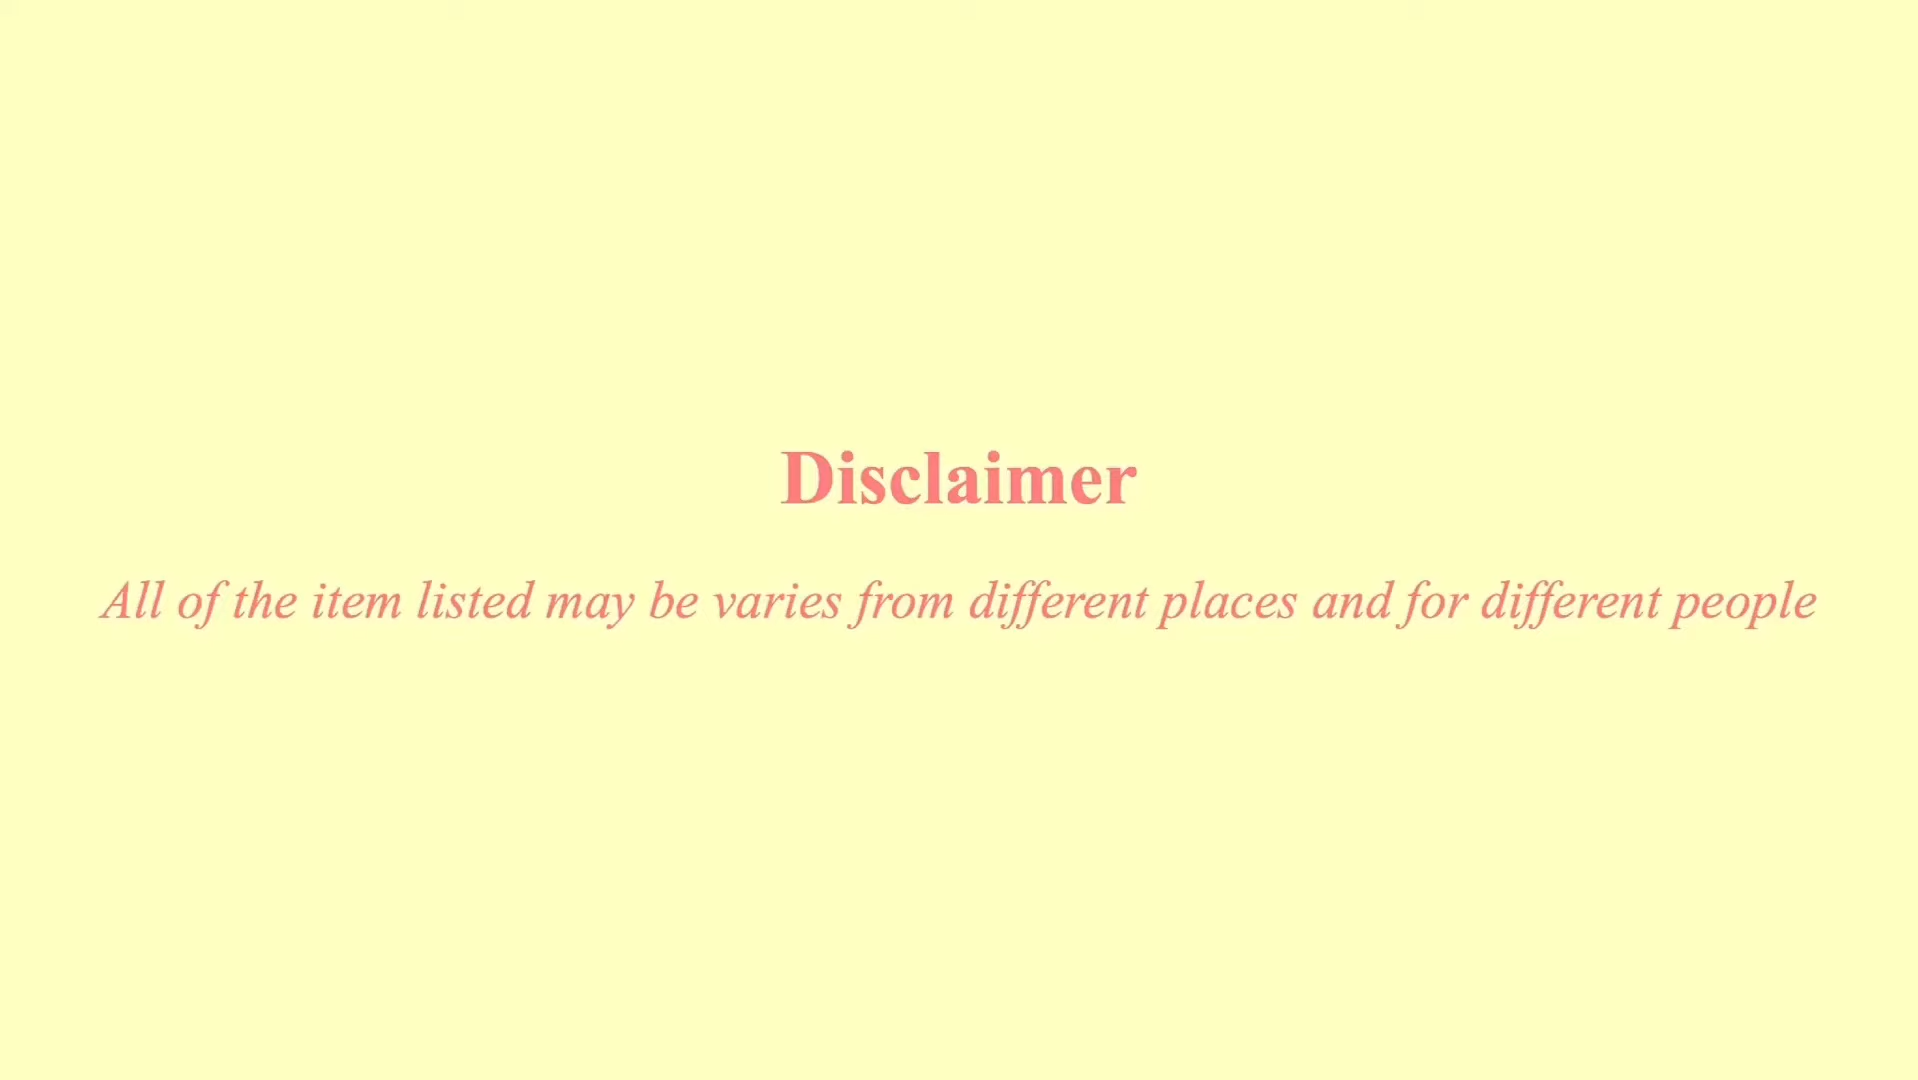 Disclaimer
All of the item listed may be varies from different places and for different people